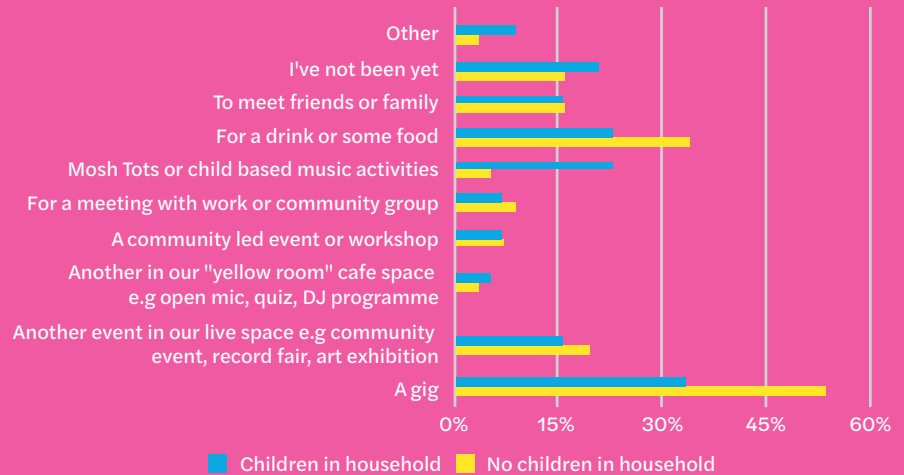 Other
I've not been yet
To meet friends or family
For a drink or some food
Mosh Tots or child based music activities
For a meeting with work or community group
A community led event or workshop
Another in our "yellow room" cafe space
e.g open mic, quiz, DJ programme
Another event in our live space e.g community
event, record fair, art exhibition
A gig
0% 15% 30% 45% 60%
Children in household No children in household